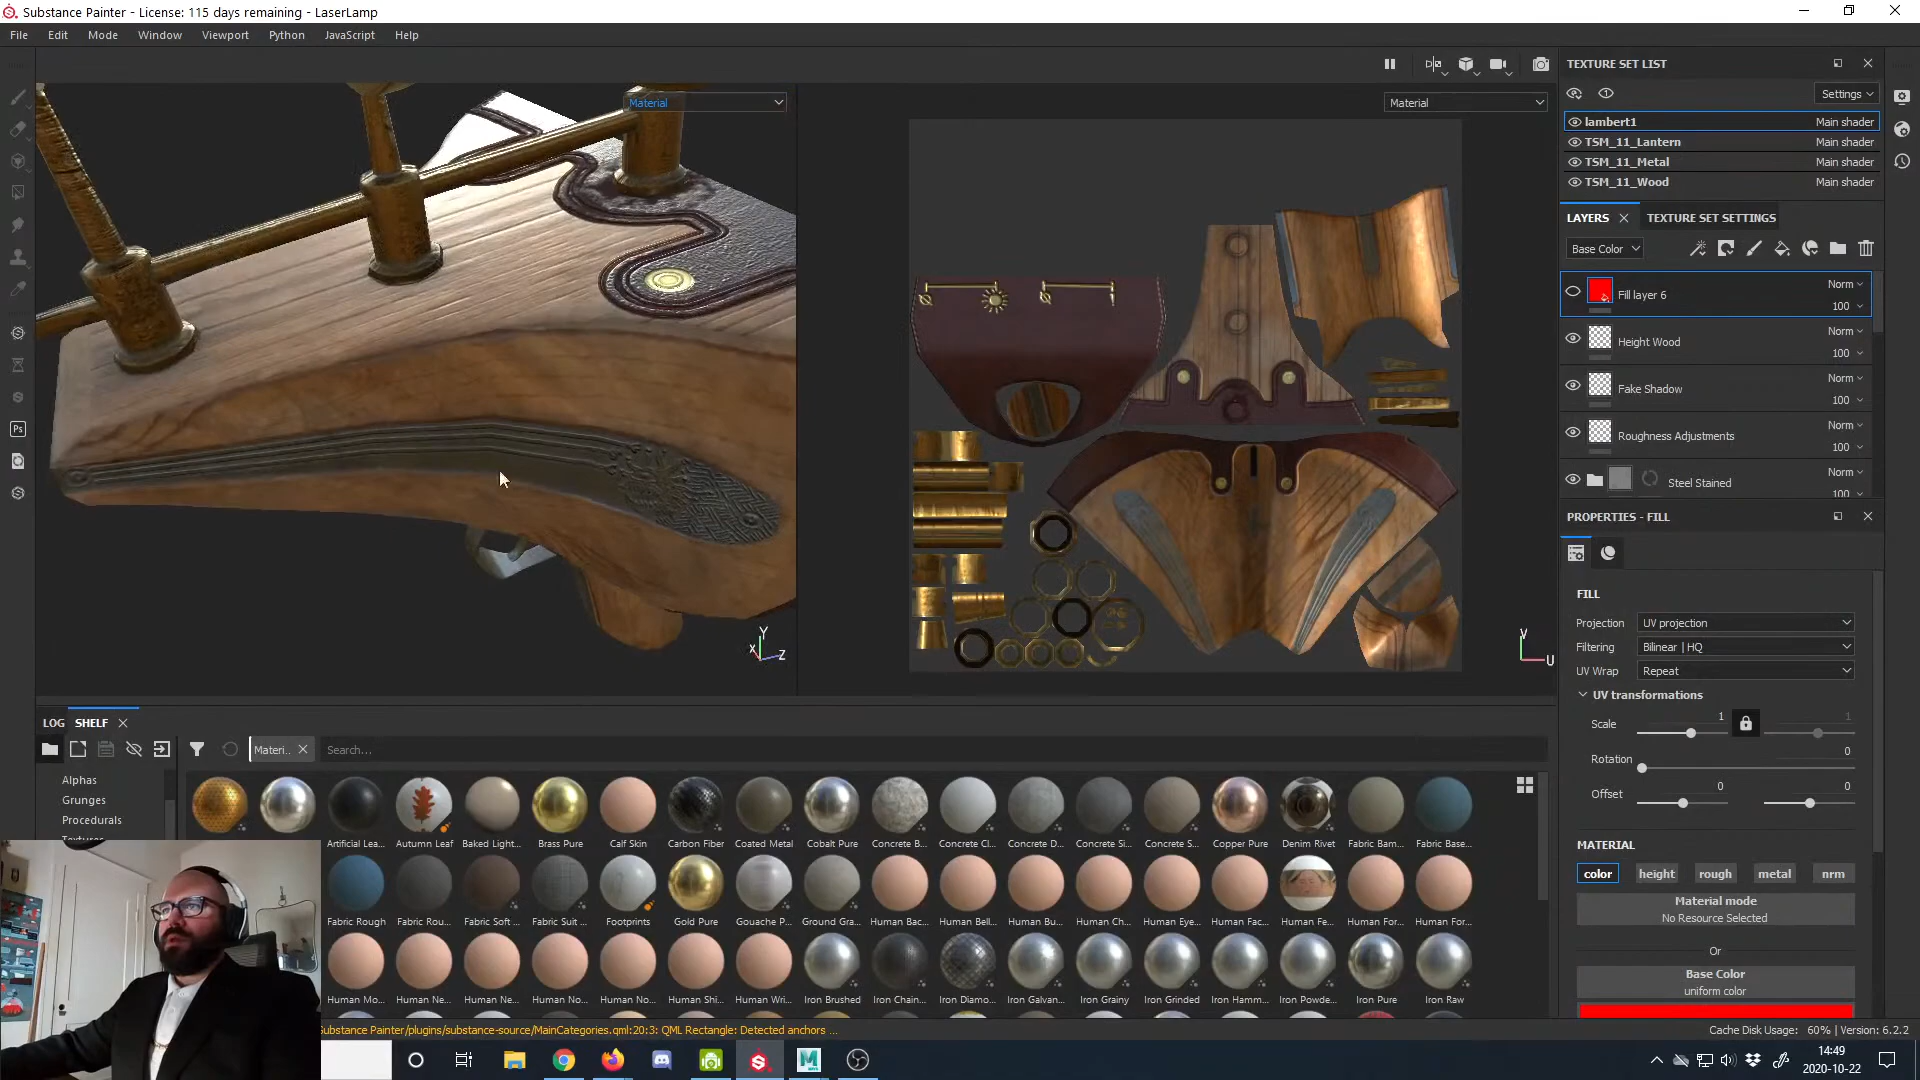 Substance Painter - License: 115 days remaining - LaserLamp
File Edit Mode Window Viewport Python JavaScript Help
Material
Material
TEXTURE SET LIST
Settings
lambert1 Main shader
TSM_11_Lantern Main shader
TSM_11_Metal Main shader
TSM_11_Wood Main shader
LAYERS TEXTURE SET SETTINGS
Base Color
Fill layer 6 Norm 100
Height Wood Norm 100
Fake Shadow Norm 100
Roughness Adjustments Norm 100
Steel Stained Norm 100
PROPERTIES - FILL
FILL
Projection UV projection
Filtering Bilinear | HQ
UV Wrap Repeat
UV transformations
Scale 1 1
Rotation 0
Offset 0 0
MATERIAL
color height rough metal nrm
Material mode
No Resource Selected
Or
Base Color
uniform color
Y
X Z
V
U
LOG SHELF
Materi... Search...
Alphas
Grunges
Procedurals
Textures
Artificial Lea... Autumn Leaf Baked Light... Brass Pure Calf Skin Carbon Fiber Coated Metal Cobalt Pure Concrete B... Concrete Cl... Concrete D... Concrete Si... Concrete S... Copper Pure Denim Rivet Fabric Bam... Fabric Base...
Fabric Rough Fabric Rou... Fabric Soft ... Fabric Suit ... Footprints Gold Pure Gouache P... Ground Gra... Human Bac... Human Bell... Human Bu... Human Ch... Human Eye... Human Fac... Human Fe... Human For... Human For...
Human Mo... Human Ne... Human Ne... Human No... Human No... Human Shi... Human Wri... Iron Brushed Iron Chain... Iron Diamo... Iron Galvan... Iron Grainy Iron Grinded Iron Hamm... Iron Powde... Iron Pure Iron Raw
Substance Painter/plugins/substance-source/MainCategories.qml:20:3: QML Rectangle: Detected anchors ...
Cache Disk Usage: 60% | Version: 6.2.2
Ps
M
14:49
2020-10-22